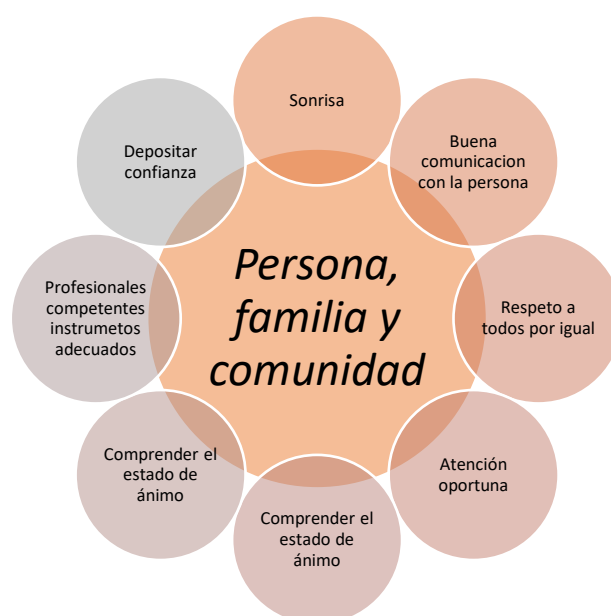 Sonrisa
Buena
comunicacion
con la persona
Respeto a
todos por igual
Atención
oportuna
Comprender el
estado de
ánimo
Comprender el
estado de
ánimo
Profesionales
competentes
instrumetos
adecuados
Depositar
confianza
Persona,
familia y
comunidad